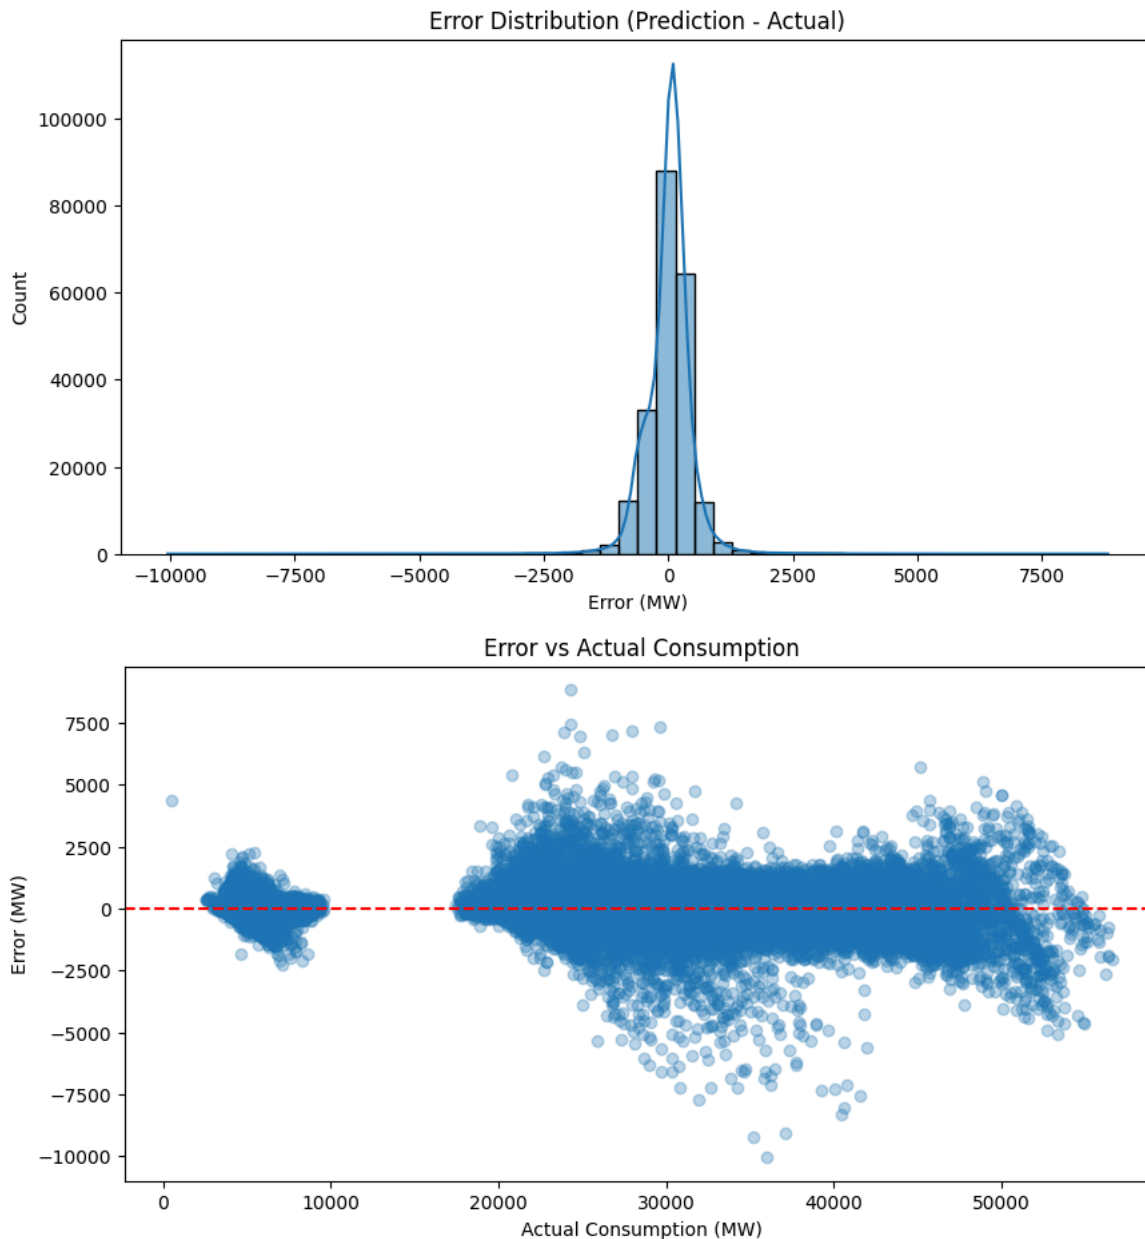 Error Distribution (Prediction - Actual)
100000
80000
60000
40000
20000
0
Count
−10000 −7500 −5000 −2500 0 2500 5000 7500
Error (MW)
Error vs Actual Consumption
7500
5000
2500
0
−2500
−5000
−7500
−10000
Error (MW)
0 10000 20000 30000 40000 50000
Actual Consumption (MW)